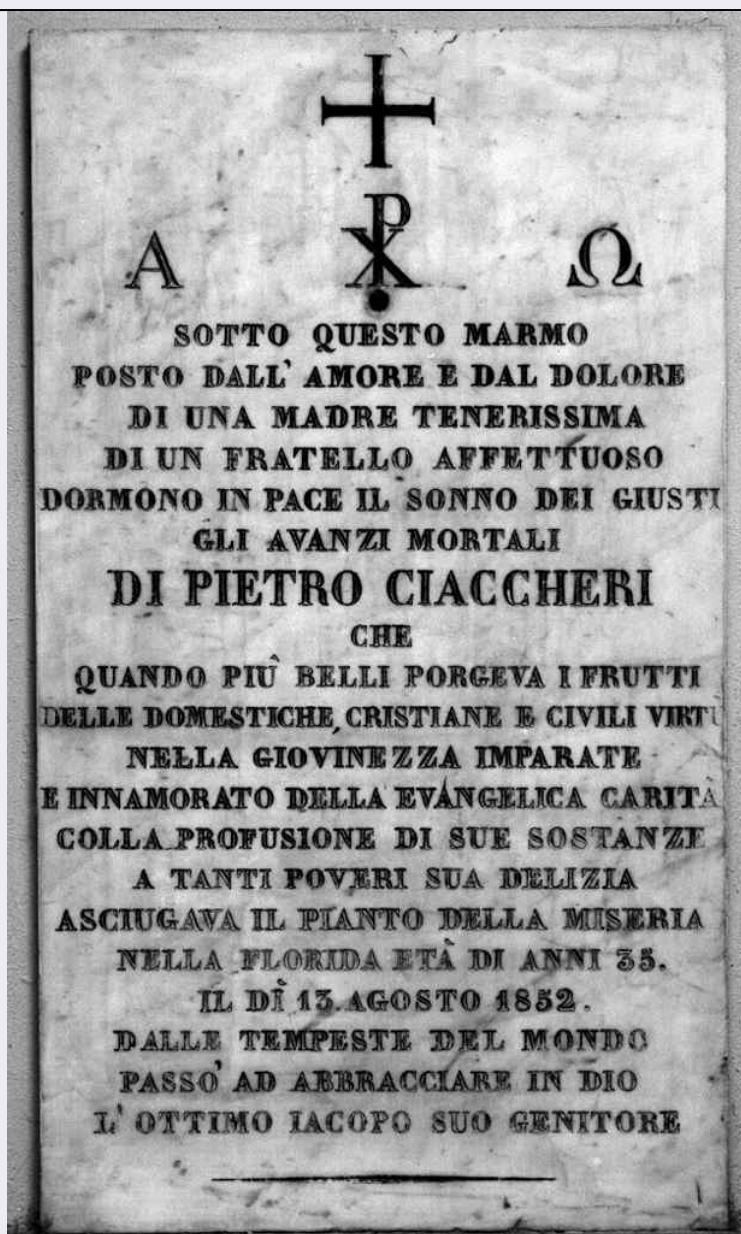 Α ☧ Ω
SOTTO QUESTO MARMO
POSTO DALL' AMORE E DAL DOLORE
DI UNA MADRE TENERISSIMA
DI UN FRATELLO AFFETTUOSO
DORMONO IN PACE IL SONNO DEI GIUSTI
GLI AVANZI MORTALI
DI PIETRO CIACCHERI
CHE
QUANDO PIÙ BELLI PORGEVA I FRUTTI
DELLE DOMESTICHE, CRISTIANE E CIVILI VIRTÙ
NELLA GIOVINEZZA IMPARATE
E INNAMORATO DELLA EVANGELICA CARITÀ
COLLA PROFUSIONE DI SUE SOSTANZE
A TANTI POVERI SUA DELIZIA
ASCIUGAVA IL PIANTO DELLA MISERIA
NELLA FLORIDA ETÀ DI ANNI 35.
IL DÌ 13. AGOSTO 1852.
DALLE TEMPESTE DEL MONDO
PASSO' AD ABBRACCIARE IN DIO
L' OTTIMO IACOPO SUO GENITORE